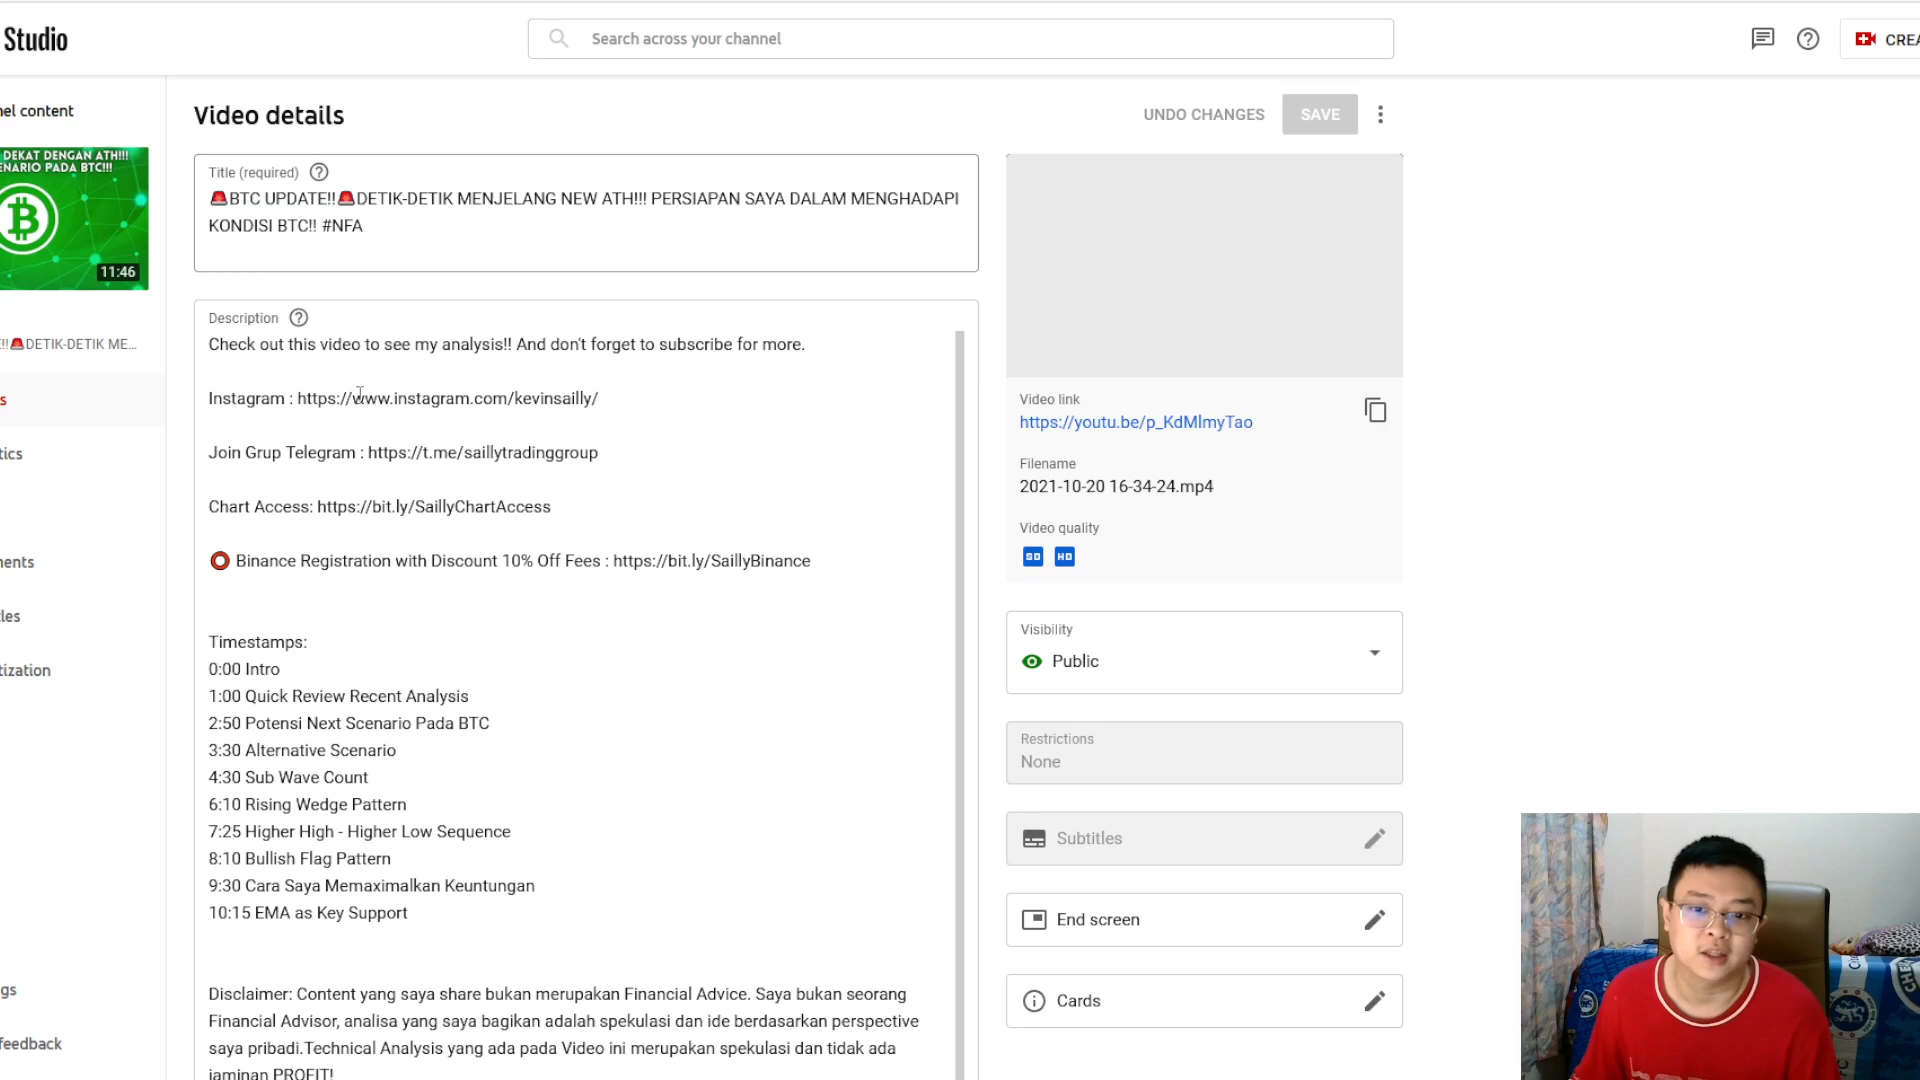 Studio
Search across your channel
CREA
nel content
Video details
UNDO CHANGES
SAVE
DEKAT DENGAN ATH!!!
ENARIO PADA BTC!!!
11:46
Title (required)
🚨BTC UPDATE!!🚨DETIK-DETIK MENJELANG NEW ATH!!! PERSIAPAN SAYA DALAM MENGHADAPI
KONDISI BTC!! #NFA
!!🚨DETIK-DETIK ME...
s
tics
ments
tles
tization
gs
feedback
Description
Check out this video to see my analysis!! And don't forget to subscribe for more.
Instagram : https://www.instagram.com/kevinsailly/
Join Grup Telegram : https://t.me/saillytradinggroup
Chart Access: https://bit.ly/SaillyChartAccess
⭕ Binance Registration with Discount 10% Off Fees : https://bit.ly/SaillyBinance
Timestamps:
0:00 Intro
1:00 Quick Review Recent Analysis
2:50 Potensi Next Scenario Pada BTC
3:30 Alternative Scenario
4:30 Sub Wave Count
6:10 Rising Wedge Pattern
7:25 Higher High - Higher Low Sequence
8:10 Bullish Flag Pattern
9:30 Cara Saya Memaximalkan Keuntungan
10:15 EMA as Key Support
Disclaimer: Content yang saya share bukan merupakan Financial Advice. Saya bukan seorang
Financial Advisor, analisa yang saya bagikan adalah spekulasi dan ide berdasarkan perspective
saya pribadi.Technical Analysis yang ada pada Video ini merupakan spekulasi dan tidak ada
jaminan PROFIT!
Video link
https://youtu.be/p_KdMlmyTao
Filename
2021-10-20 16-34-24.mp4
Video quality
SD HD
Visibility
Public
Restrictions
None
Subtitles
End screen
Cards